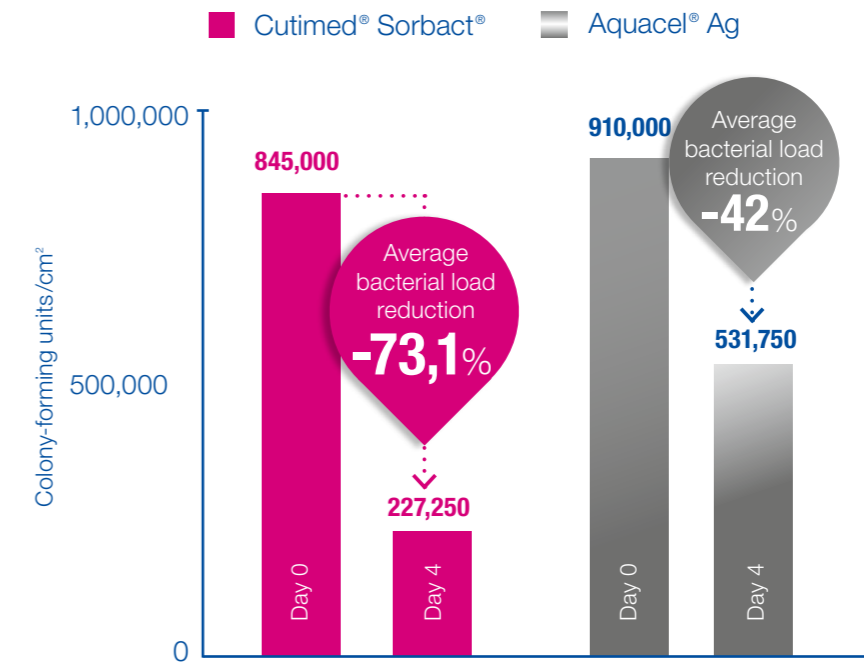 Cutimed® Sorbact®
Aquacel® Ag
Colony-forming units/cm²
1,000,000
500,000
0
845,000
Average
bacterial load
reduction
-73,1%
227,250
Day 0
Day 4
910,000
Average
bacterial load
reduction
-42%
531,750
Day 0
Day 4